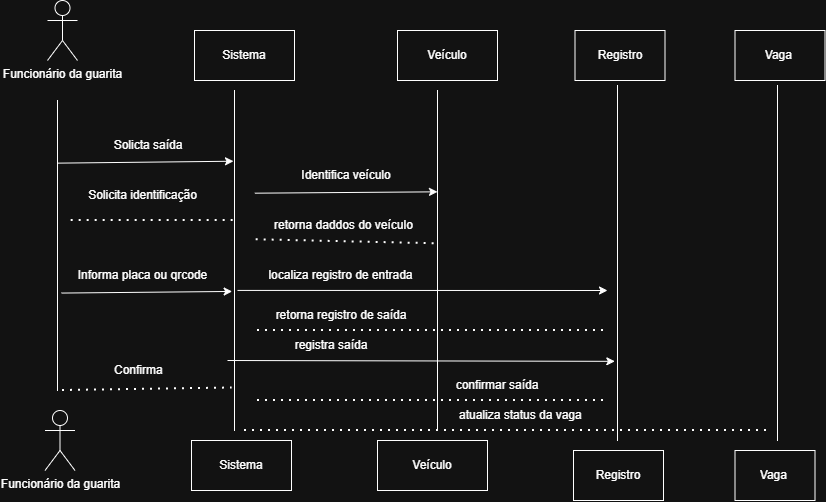 Funcionário da guarita
Sistema
Veículo
Registro
Vaga
Solicta saída
Identifica veículo
Solicita identificação
retorna daddos do veículo
Informa placa ou qrcode
localiza registro de entrada
retorna registro de saída
registra saída
Confirma
confirmar saída
atualiza status da vaga
Funcionário da guarita
Sistema
Veículo
Registro
Vaga